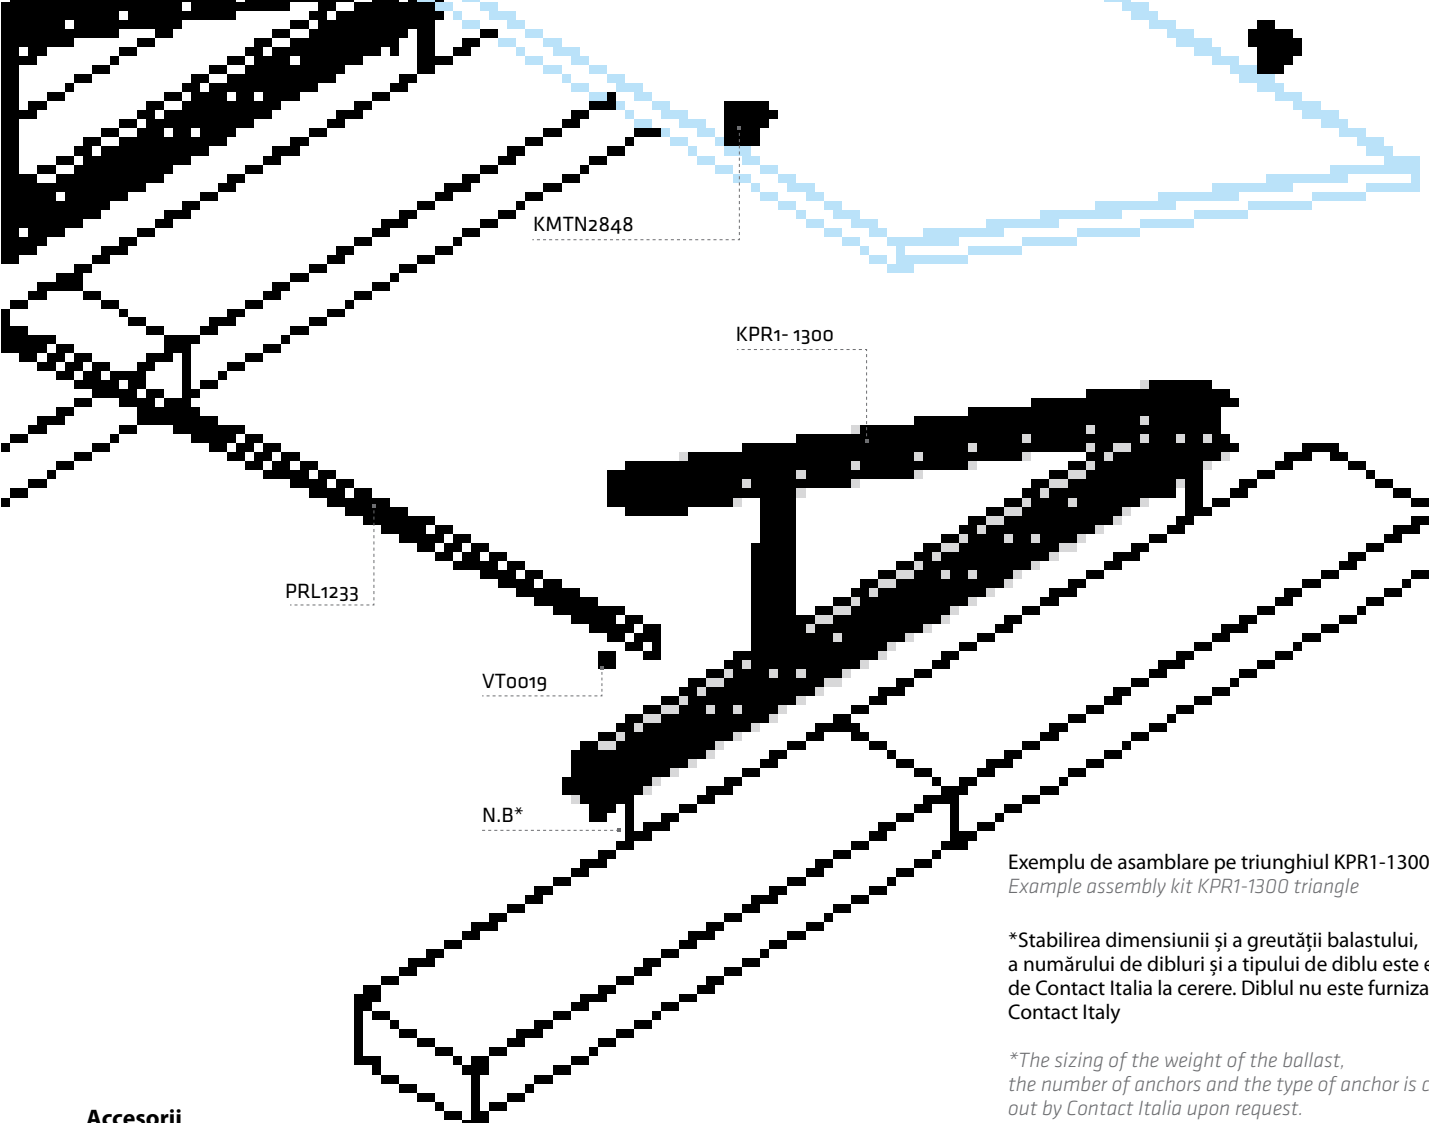 KMTN2848
KPR1- 1300
PRL1233
VT0019
N.B*
Exemplu de asamblare pe triunghiul KPR1-1300
Example assembly kit KPR1-1300 triangle
*Stabilirea dimensiunii și a greutății balastului,
a numărului de dibluri și a tipului de diblu este
de Contact Italia la cerere. Diblul nu este
Contact Italy
*The sizing of the weight of the ballast,
the number of anchors and the type of anchor is
out by Contact Italia upon request.
Accesorii